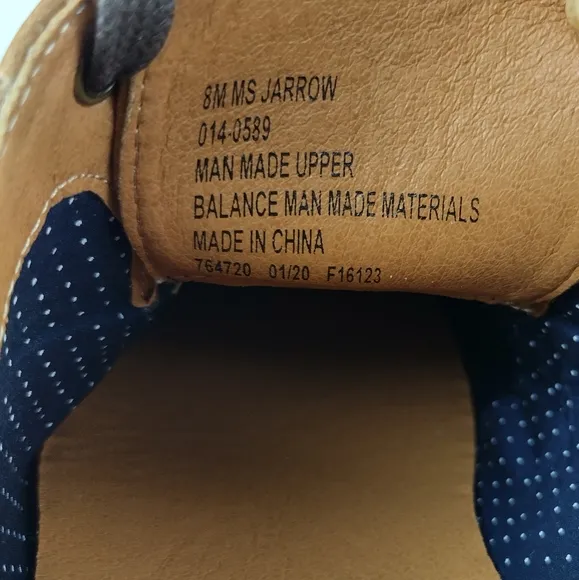 8M MS JARROW
014-0589
MAN MADE UPPER
BALANCE MAN MADE MATERIALS
MADE IN CHINA
764720 01/20 F16123